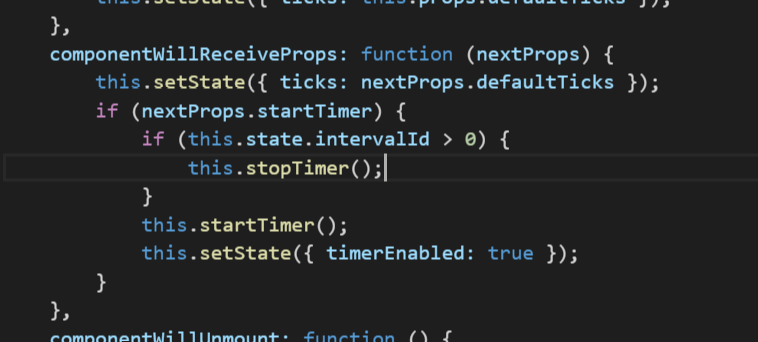 this.setState({ ticks: this.props.defaultTicks });
},
componentWillReceiveProps: function (nextProps) {
this.setState({ ticks: nextProps.defaultTicks });
if (nextProps.startTimer) {
if (this.state.intervalId > 0) {
this.stopTimer();
}
this.startTimer();
this.setState({ timerEnabled: true });
}
},
componentWillUnmount: function () {